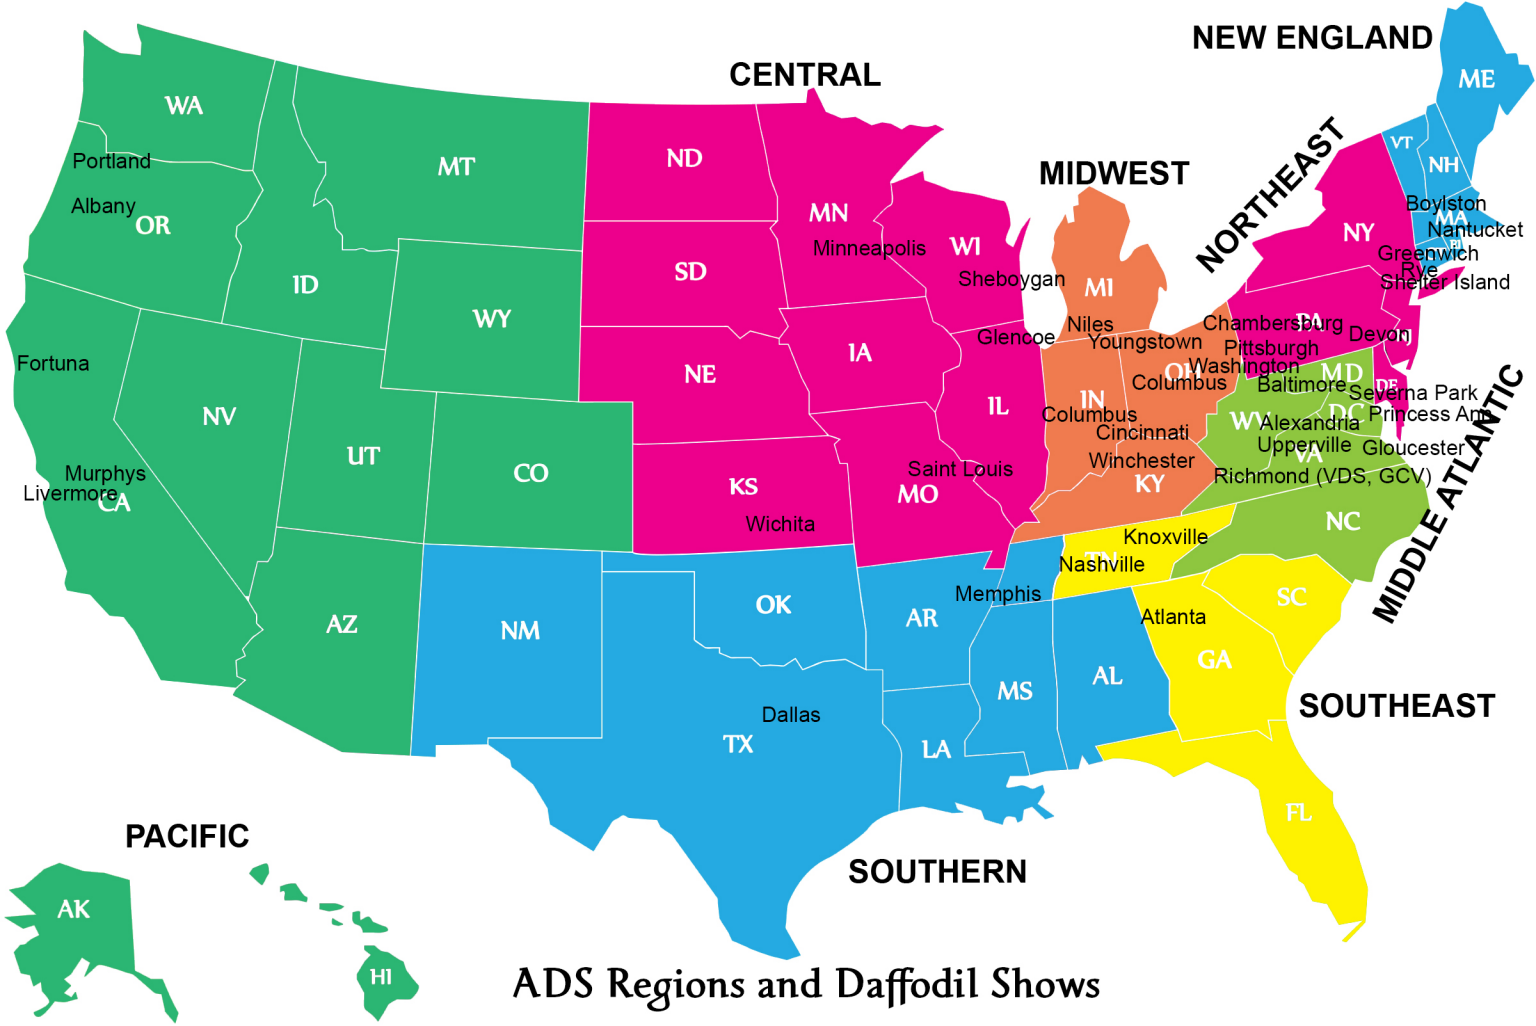 NEW ENGLAND
CENTRAL
NORTHEAST
MIDWEST
ME
WA
VT
Portland
MT
ND
NH
Albany
OR
MN
Boylston
MA
NY
Nantucket
RI
Minneapolis
WI
Greenwich
Rye
SD
Sheboygan
Shelter Island
ID
MI
WY
Chambersburg
PA
Niles
Devon
NJ
Glencoe
Youngstown
Pittsburgh
IA
Fortuna
Washington
OH
NE
MD
Columbus
Baltimore
DE
Severna Park
IN
IL
NV
Columbus
DC
Princess Ann
WV
Alexandria
Cincinnati
Upperville
Gloucester
VA
UT
Winchester
Saint Louis
CO
Murphys
Richmond (VDS, GCV)
KY
KS
Livermore
MO
CA
MIDDLE ATLANTIC
Wichita
NC
Knoxville
TN
Nashville
Memphis
SC
OK
Atlanta
AR
AZ
NM
GA
AL
MS
SOUTHEAST
Dallas
TX
LA
FL
PACIFIC
SOUTHERN
AK
HI
ADS Regions and Daffodil Shows